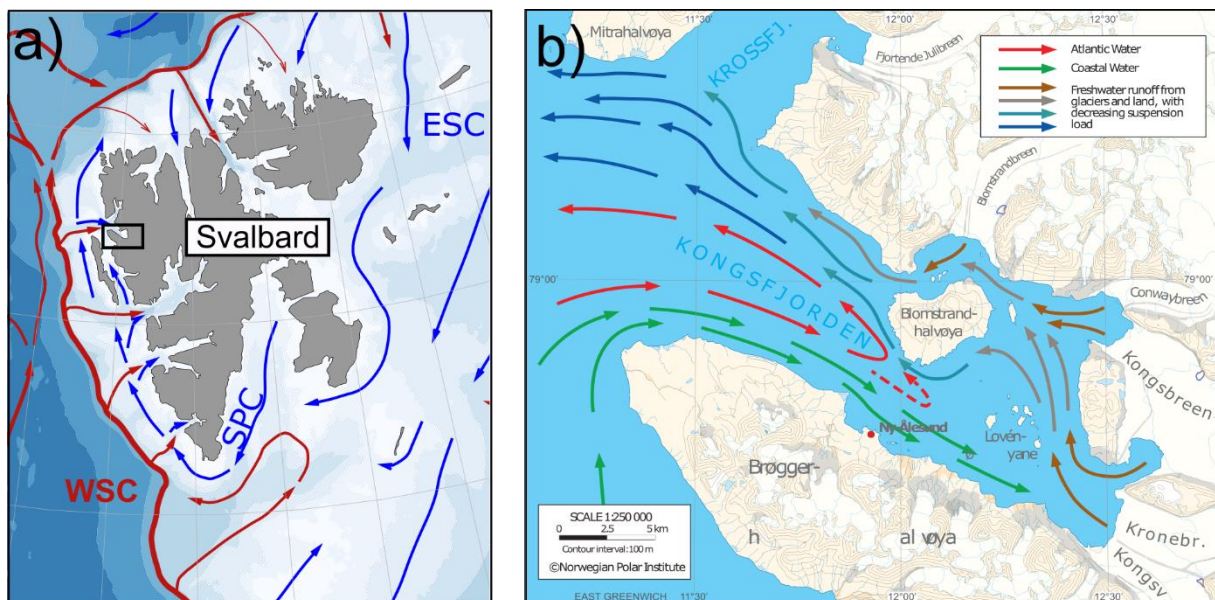 a)
ESC
Svalbard
SPC
WSC
b)
11°30'
12°00'
12°30'
Mitrahalvøya
KROSSFJ.
Fjortende Julibreen
Atlantic Water
Coastal Water
Freshwater runoff from
glaciers and land, with
decreasing suspension
load
Blomstrandbreen
79°00'
79°00'
KONGSFJORDEN
Blomstrand-
halvøya
Conwaybreen
Kongsbreen
Ny-Ålesund
Lovén-
yane
ø
Brøgger-
h
al vøya
Kronebr.
Kongsv
SCALE 1:250 000
0 2.5 5 km
Contour interval: 100 m
©Norwegian Polar Institute
EAST GREENWICH
11°30'
12°00'
12°30'